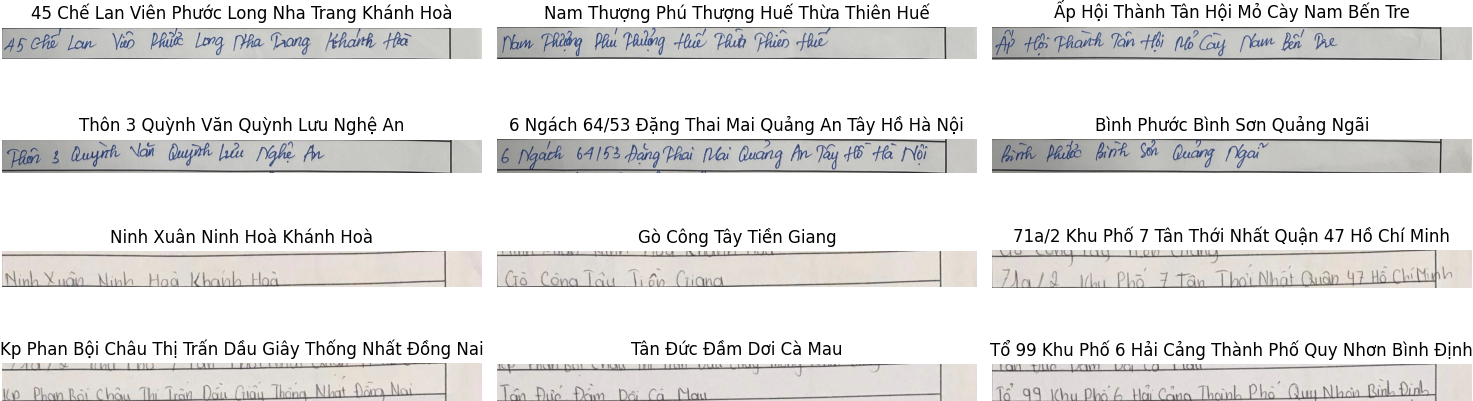 45 Chế Lan Viên Phước Long Nha Trang Khánh Hoà
Nam Thượng Phú Thượng Huế Thừa Thiên Huế
Ấp Hội Thành Tân Hội Mỏ Cày Nam Bến Tre
45 Chế Lan Viên Phước Long Nha Trang Khánh Hoà
Nam Thượng Phú Thượng Huế Thừa Thiên Huế
Ấp Hội Thành Tân Hội Mỏ Cày Nam Bến Tre
Thôn 3 Quỳnh Văn Quỳnh Lưu Nghệ An
6 Ngách 64/53 Đặng Thai Mai Quảng An Tây Hồ Hà Nội
Bình Phước Bình Sơn Quảng Ngãi
Thôn 3 Quỳnh Văn Quỳnh Lưu Nghệ An
6 Ngách 64/53 Đặng Thai Mai Quảng An Tây Hồ Hà Nội
Bình Phước Bình Sơn Quảng Ngãi
Ninh Xuân Ninh Hoà Khánh Hoà
Gò Công Tây Tiền Giang
71a/2 Khu Phố 7 Tân Thới Nhất Quận 47 Hồ Chí Minh
Ninh Xuân Ninh Hoà Khánh Hoà
Gò Công Tây Tiền Giang
71a/2 Khu Phố 7 Tân Thới Nhất Quận 47 Hồ Chí Minh
Kp Phan Bội Châu Thị Trấn Dầu Giây Thống Nhất Đồng Nai
Tân Đức Đầm Dơi Cà Mau
Tổ 99 Khu Phố 6 Hải Cảng Thành Phố Quy Nhơn Bình Định
Kp Phan Bội Châu Thị Trấn Dầu Giây Thống Nhất Đồng Nai
Tân Đức Đầm Dơi Cà Mau
Tổ 99 Khu Phố 6 Hải Cảng Thành Phố Quy Nhơn Bình Định